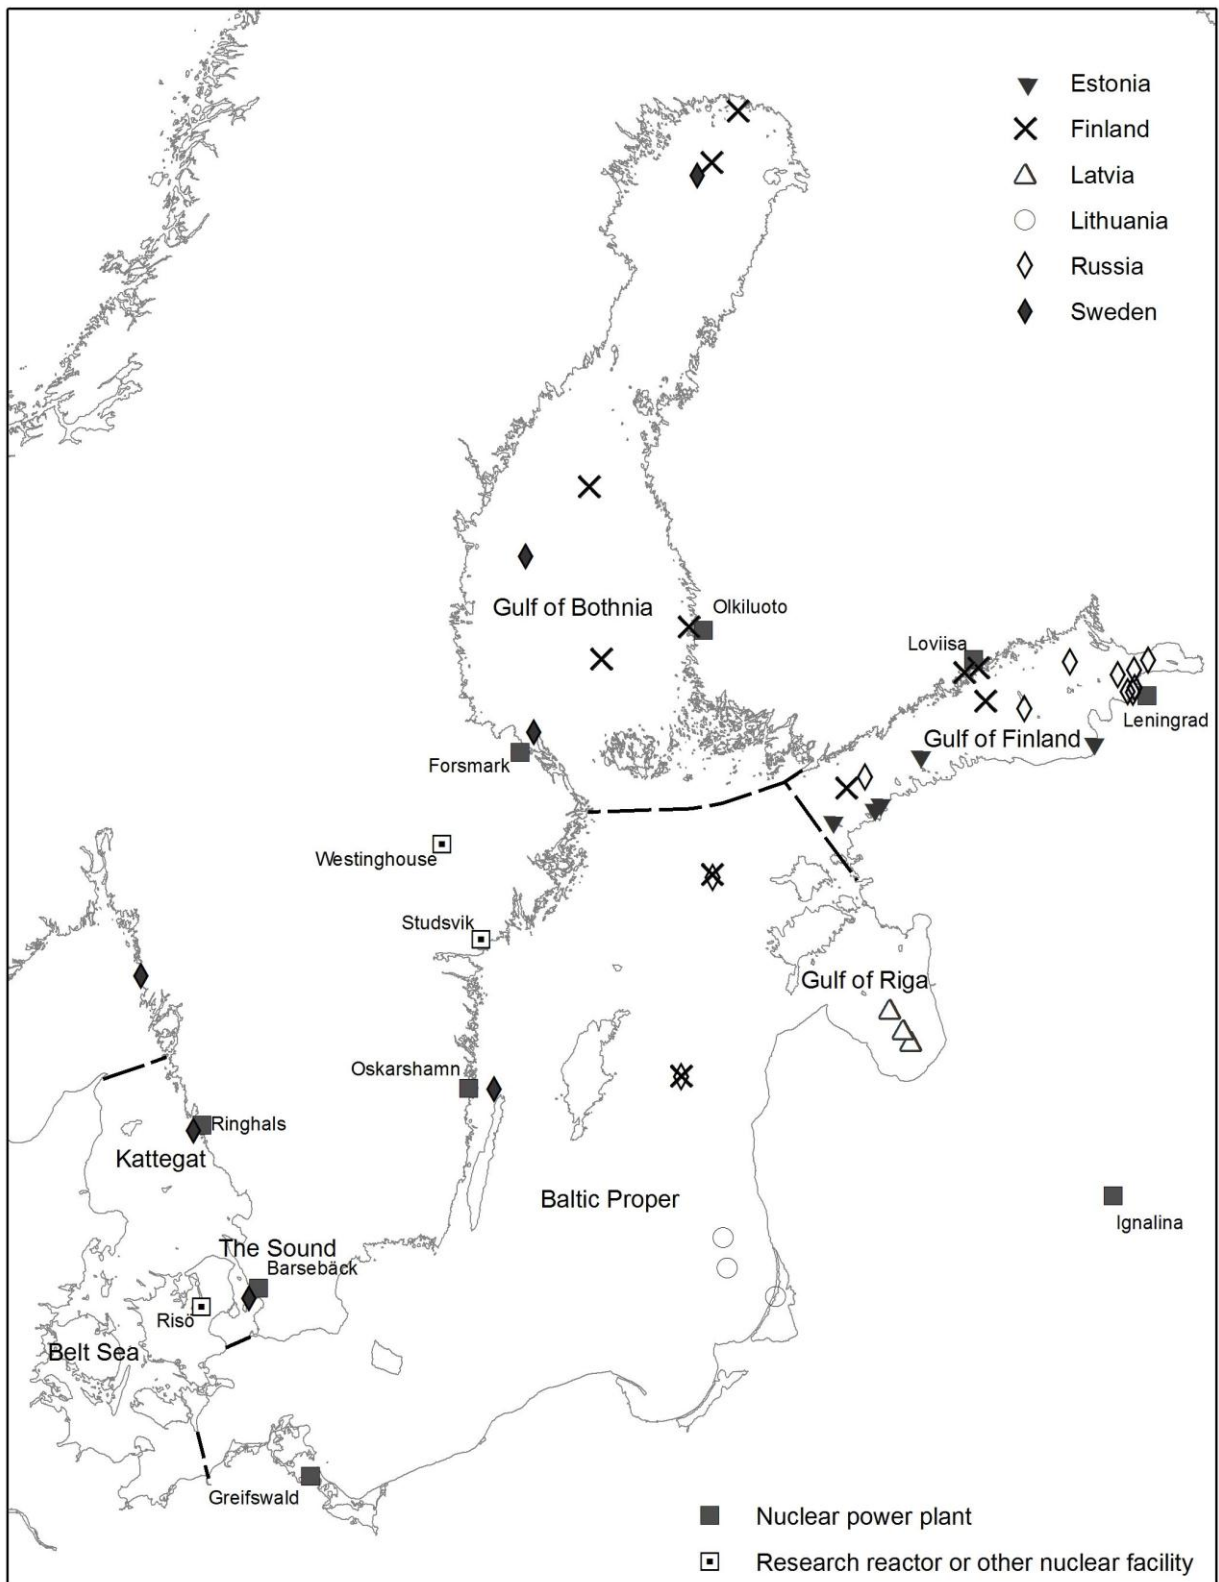 Estonia
Finland
Latvia
Lithuania
Russia
Sweden
Gulf of Bothnia
Olkiluoto
Loviisa
Leningrad
Gulf of Finland
Forsmark
Westinghouse
Studsvik
Gulf of Riga
Oskarshamn
Ringhals
Kattegat
Baltic Proper
Ignalina
The Sound
Barsebäck
Risö
Belt Sea
Greifswald
Nuclear power plant
Research reactor or other nuclear facility